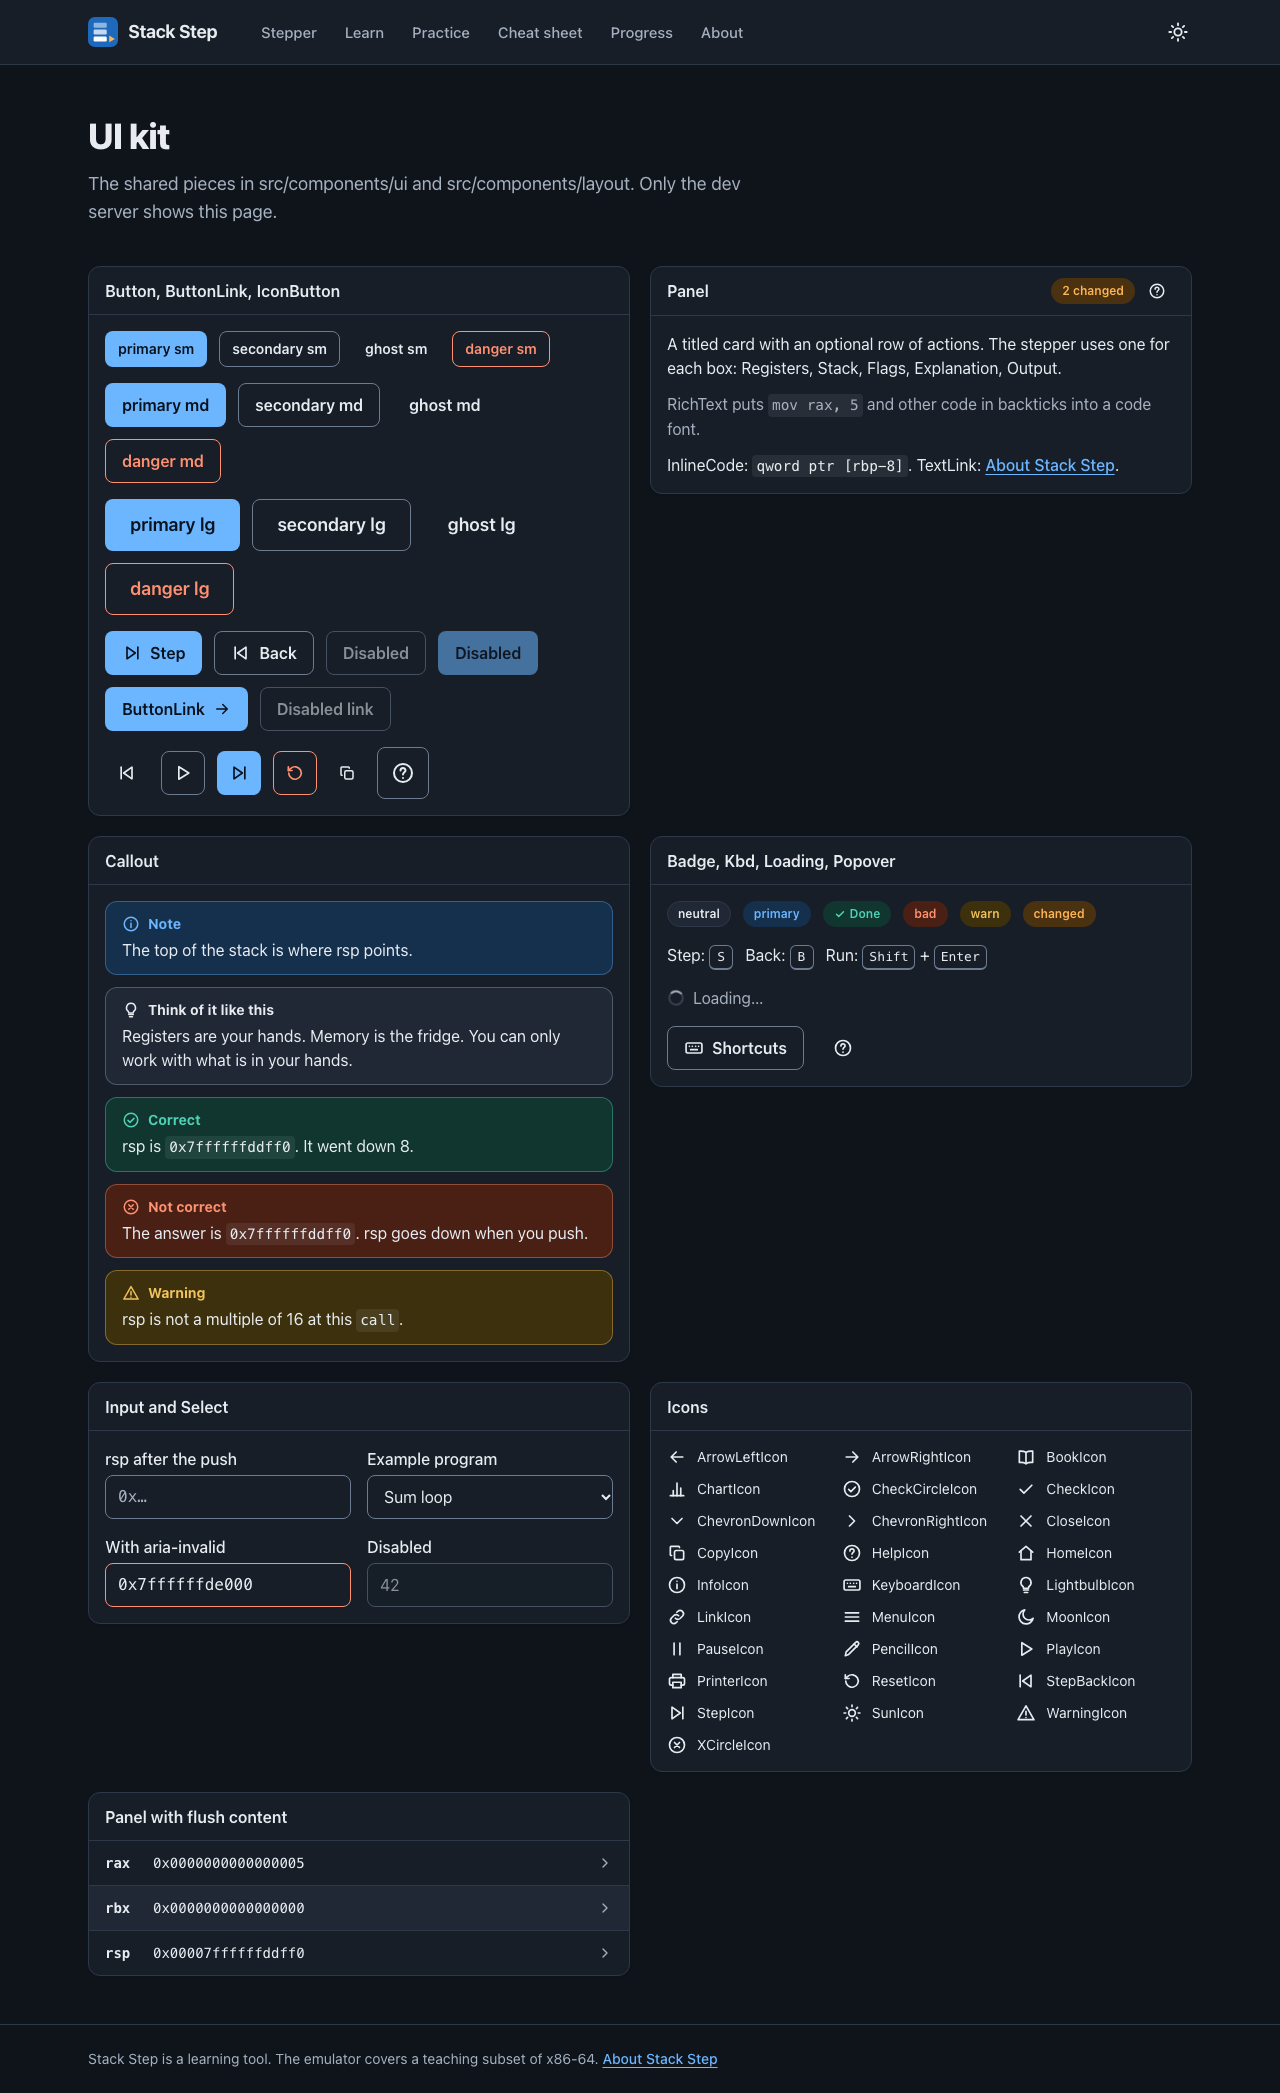 Stack Step
Stepper
Learn
Practice
Cheat sheet
Progress
About
UI kit
The shared pieces in src/components/ui and src/components/layout. Only the dev
server shows this page.
Button, ButtonLink, IconButton
primary sm
secondary sm
ghost sm
danger sm
primary md
secondary md
ghost md
danger md
primary lg
secondary lg
ghost lg
danger lg
Step
Back
Disabled
Disabled
ButtonLink
Disabled link
Panel
2 changed
A titled card with an optional row of actions. The stepper uses one for
each box: Registers, Stack, Flags, Explanation, Output.
RichText puts mov rax, 5 and other code in backticks into a code
font.
InlineCode: qword ptr [rbp-8]. TextLink: About Stack Step.
Callout
Note
The top of the stack is where rsp points.
Think of it like this
Registers are your hands. Memory is the fridge. You can only
work with what is in your hands.
Correct
rsp is 0x7ffffffddff0. It went down 8.
Not correct
The answer is 0x7ffffffddff0. rsp goes down when you push.
Warning
rsp is not a multiple of 16 at this call.
Badge, Kbd, Loading, Popover
neutral
primary
Done
bad
warn
changed
Step: S Back: B Run: Shift + Enter
Loading…
Shortcuts
Input and Select
rsp after the push
0x…
Example program
Sum loop
With aria-invalid
0x7ffffffde000
Disabled
42
Icons
ArrowLeftIcon
ArrowRightIcon
BookIcon
ChartIcon
CheckCircleIcon
CheckIcon
ChevronDownIcon
ChevronRightIcon
CloseIcon
CopyIcon
HelpIcon
HomeIcon
InfoIcon
KeyboardIcon
LightbulbIcon
LinkIcon
MenuIcon
MoonIcon
PauseIcon
PencilIcon
PlayIcon
PrinterIcon
ResetIcon
StepBackIcon
StepIcon
SunIcon
WarningIcon
XCircleIcon
Panel with flush content
rax 0x0000000000000005
rbx 0x0000000000000000
rsp 0x00007ffffffddff0
Stack Step is a learning tool. The emulator covers a teaching subset of x86-64. About Stack Step